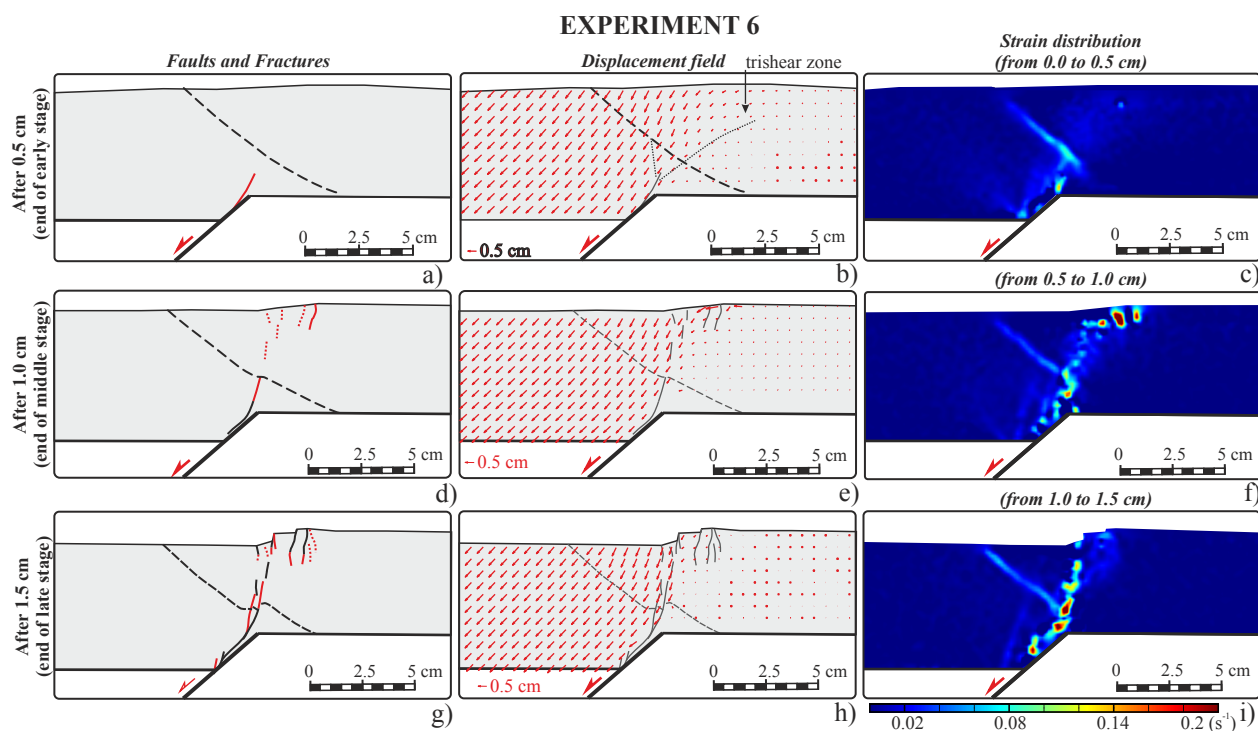 EXPERIMENT 6
Faults and Fractures
Displacement field
trishear zone
Strain distribution
(from 0.0 to 0.5 cm)
After 0.5 cm
(end of early stage)
0 2.5 5 cm
a)
0.5 cm
0 2.5 5 cm
b)
0 2.5 5 cm
c)
(from 0.5 to 1.0 cm)
After 1.0 cm
(end of middle stage)
0 2.5 5 cm
d)
0.5 cm
0 2.5 5 cm
e)
0 2.5 5 cm
f)
(from 1.0 to 1.5 cm)
After 1.5 cm
(end of late stage)
0 2.5 5 cm
g)
0.5 cm
0 2.5 5 cm
h)
0 2.5 5 cm
i)
0.02 0.08 0.14 0.2 (s⁻¹)